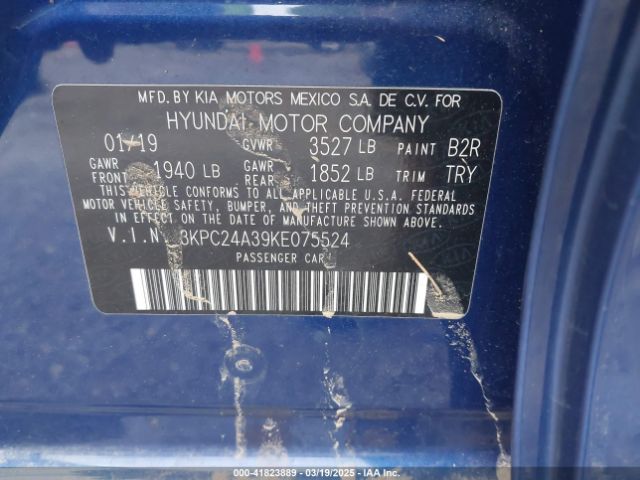 MFD. BY KIA MOTORS MEXICO S.A. DE C.V. FOR
HYUNDAI MOTOR COMPANY
01/19 GVWR 3527 LB PAINT B2R
GAWR FRONT 1940 LB GAWR REAR 1852 LB TRIM TRY
THIS VEHICLE CONFORMS TO ALL APPLICABLE U.S.A. FEDERAL
MOTOR VEHICLE SAFETY, BUMPER, AND THEFT PREVENTION STANDARDS
IN EFFECT ON THE DATE OF MANUFACTURE SHOWN ABOVE.
V.I.N 3KPC24A39KE075524
PASSENGER CAR
000-41823889 - 03/19/2025 - IAA Inc.